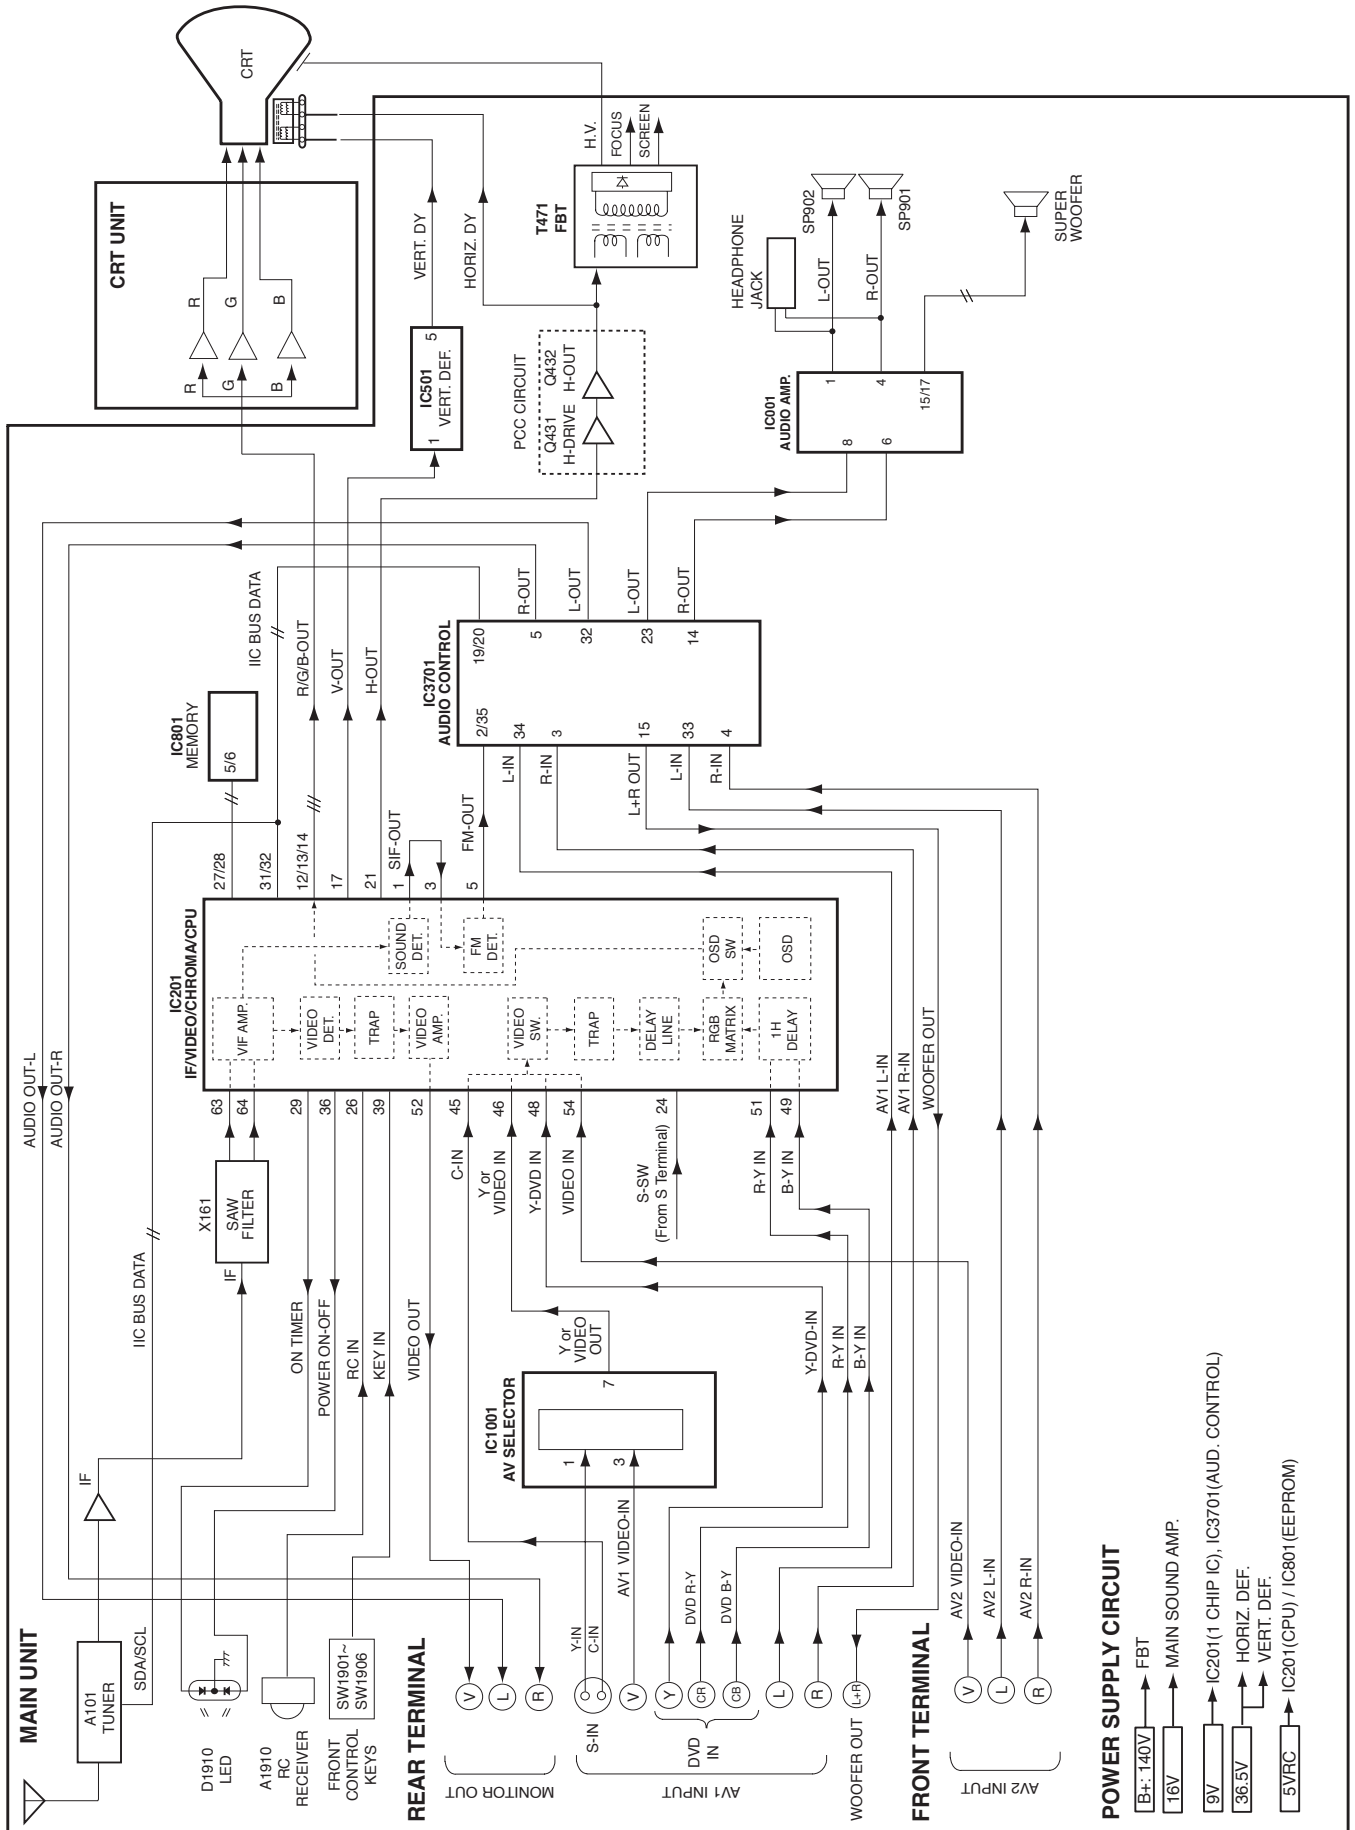 MAIN UNIT
A101
TUNER
SDA/SCL
IF
D1910
LED
A1910
RC
RECEIVER
FRONT
CONTROL
KEYS
SW1901~
SW1906
AUDIO OUT-L
AUDIO OUT-R
IIC BUS DATA
IF
X161
SAW
FILTER
ON TIMER
POWER ON-OFF
RC IN
KEY IN
VIDEO OUT
REAR TERMINAL
MONITOR OUT
V
L
R
AV1 INPUT
S-IN
Y-IN
C-IN
V
AV1 VIDEO-IN
DVD
IN
Y
CR
DVD R-Y
CB
DVD B-Y
L
R
WOOFER OUT
L+R
IC1001
AV SELECTOR
1
3
7
Y or
VIDEO
OUT
Y-DVD-IN
R-Y IN
B-Y IN
FRONT TERMINAL
AV2 INPUT
V
AV2 VIDEO-IN
L
AV2 L-IN
R
AV2 R-IN
IC201
IF/VIDEO/CHROMA/CPU
63
64
29
36
26
39
52
45
C-IN
46
Y or
VIDEO IN
48
Y-DVD IN
54
VIDEO IN
24
S-SW
(From S Terminal)
51
R-Y IN
49
B-Y IN
AV1 L-IN
AV1 R-IN
WOOFER OUT
VIF AMP.
VIDEO
DET.
TRAP
VIDEO
AMP.
SOUND
DET.
FM
DET.
VIDEO
SW.
TRAP
DELAY
LINE
RGB
MATRIX
1H
DELAY
OSD
SW
OSD
27/28
31/32
12/13/14
17
21
1
SIF-OUT
3
5
FM-OUT
IC801
MEMORY
5/6
IIC BUS DATA
R/G/B-OUT
V-OUT
H-OUT
IC3701
AUDIO CONTROL
2/35
34
L-IN
3
R-IN
15
L+R OUT
33
L-IN
4
R-IN
19/20
5
R-OUT
32
L-OUT
23
L-OUT
14
R-OUT
CRT UNIT
R
G
B
R
G
B
CRT
IC501
VERT. DEF.
1
5
VERT. DY
HORIZ. DY
PCC CIRCUIT
Q431
H-DRIVE
Q432
H-OUT
T471
FBT
H.V.
FOCUS
SCREEN
IC001
AUDIO AMP.
8
6
1
4
15/17
HEADPHONE
JACK
L-OUT
R-OUT
SP902
SP901
SUPER
WOOFER
POWER SUPPLY CIRCUIT
B+: 140V FBT
16V MAIN SOUND AMP.
9V IC201(1 CHIP IC), IC3701(AUD. CONTROL)
36.5V HORIZ. DEF.
VERT. DEF.
5VRC IC201(CPU) / IC801(EEPROM)